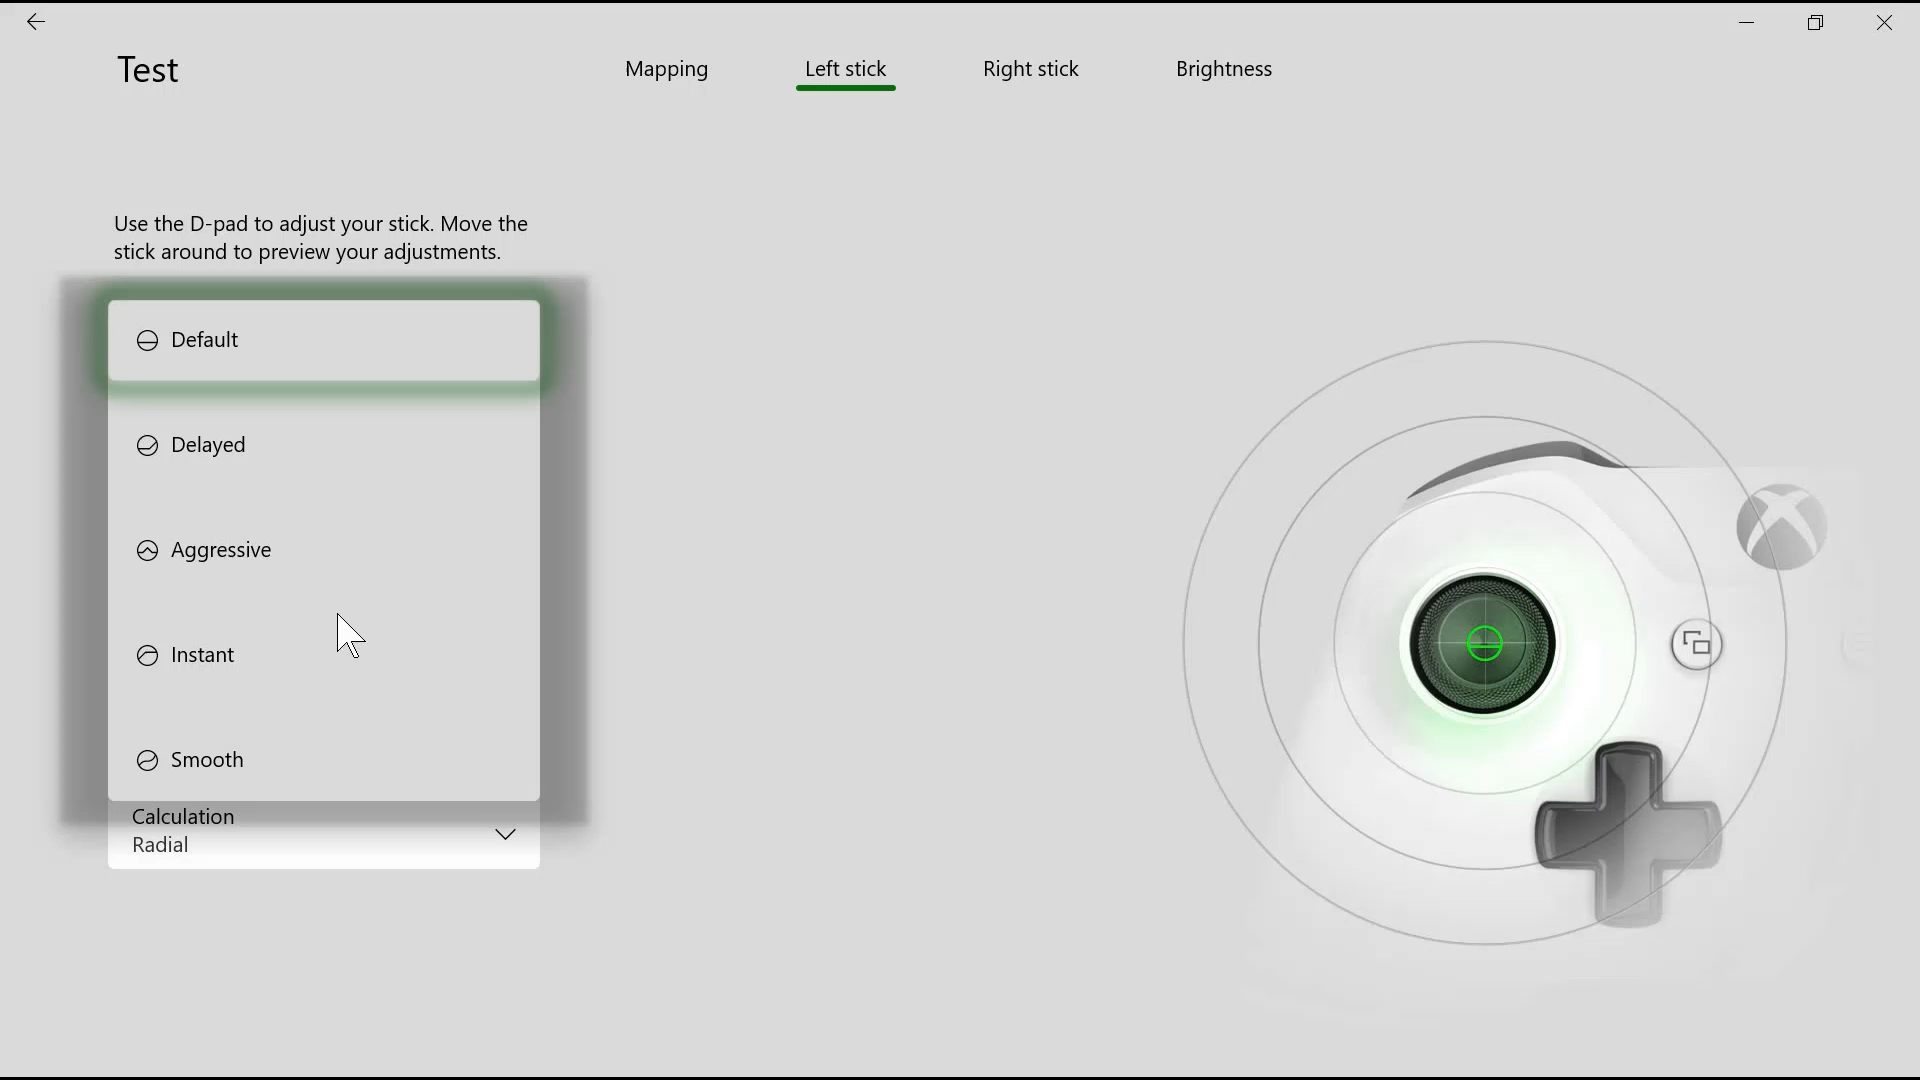 Test
Mapping
Left stick
Right stick
Brightness
Use the D-pad to adjust your stick. Move the
stick around to preview your adjustments.
Default
Delayed
Aggressive
Instant
Smooth
Calculation
Radial